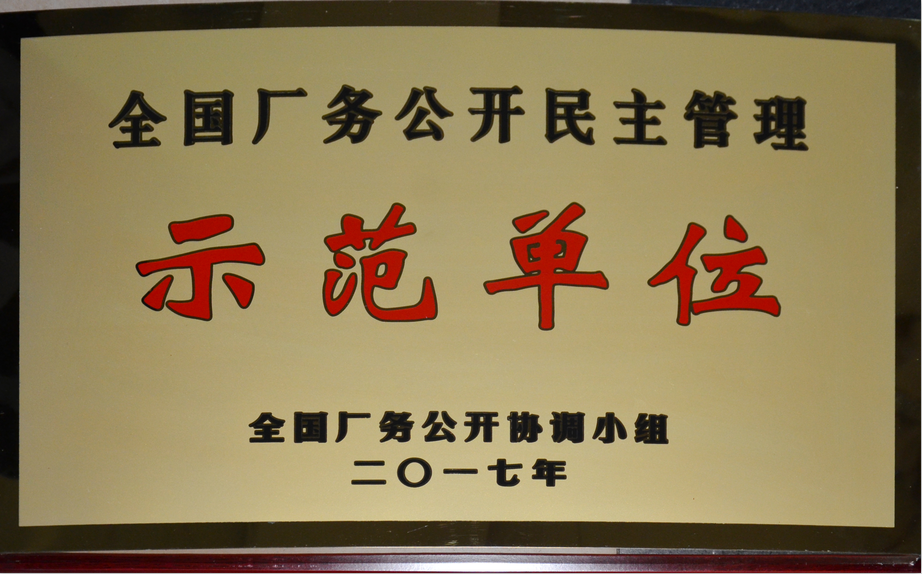 全国厂务公开民主管理
示范单位
全国厂务公开协调小组
二〇一七年